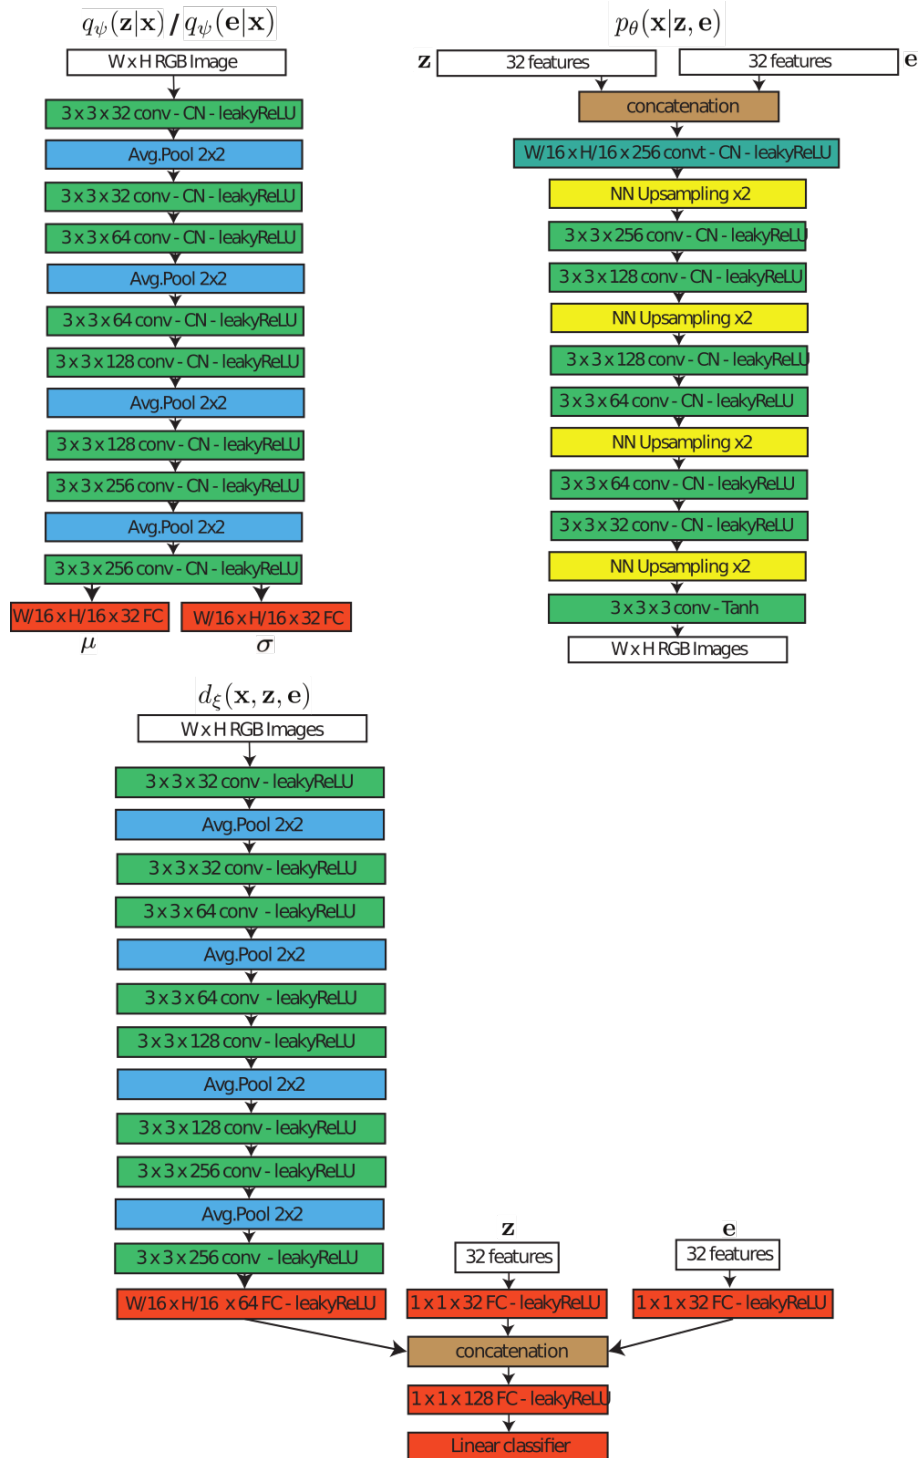 q_ψ(z|x) / q_ψ(e|x)
W x H RGB Image
3 x 3 x 32 conv - CN - leakyReLU
Avg.Pool 2x2
3 x 3 x 32 conv - CN - leakyReLU
3 x 3 x 64 conv - CN - leakyReLU
Avg.Pool 2x2
3 x 3 x 64 conv - CN - leakyReLU
3 x 3 x 128 conv - CN - leakyReLU
Avg.Pool 2x2
3 x 3 x 128 conv - CN - leakyReLU
3 x 3 x 256 conv - CN - leakyReLU
Avg.Pool 2x2
3 x 3 x 256 conv - CN - leakyReLU
W/16 x H/16 x 32 FC
W/16 x H/16 x 32 FC
μ
σ
p_θ(x|z, e)
z
32 features
32 features
e
concatenation
W/16 x H/16 x 256 convt - CN - leakyReLU
NN Upsampling x2
3 x 3 x 256 conv - CN - leakyReLU
3 x 3 x 128 conv - CN - leakyReLU
NN Upsampling x2
3 x 3 x 128 conv - CN - leakyReLU
3 x 3 x 64 conv - CN - leakyReLU
NN Upsampling x2
3 x 3 x 64 conv - CN - leakyReLU
3 x 3 x 32 conv - CN - leakyReLU
NN Upsampling x2
3 x 3 x 3 conv - Tanh
W x H RGB Images
d_ξ(x, z, e)
W x H RGB Images
3 x 3 x 32 conv - leakyReLU
Avg.Pool 2x2
3 x 3 x 32 conv - leakyReLU
3 x 3 x 64 conv - leakyReLU
Avg.Pool 2x2
3 x 3 x 64 conv - leakyReLU
3 x 3 x 128 conv - leakyReLU
Avg.Pool 2x2
3 x 3 x 128 conv - leakyReLU
3 x 3 x 256 conv - leakyReLU
Avg.Pool 2x2
3 x 3 x 256 conv - leakyReLU
W/16 x H/16 x 64 FC - leakyReLU
z
32 features
1 x 1 x 32 FC - leakyReLU
e
32 features
1 x 1 x 32 FC - leakyReLU
concatenation
1 x 1 x 128 FC - leakyReLU
Linear classifier